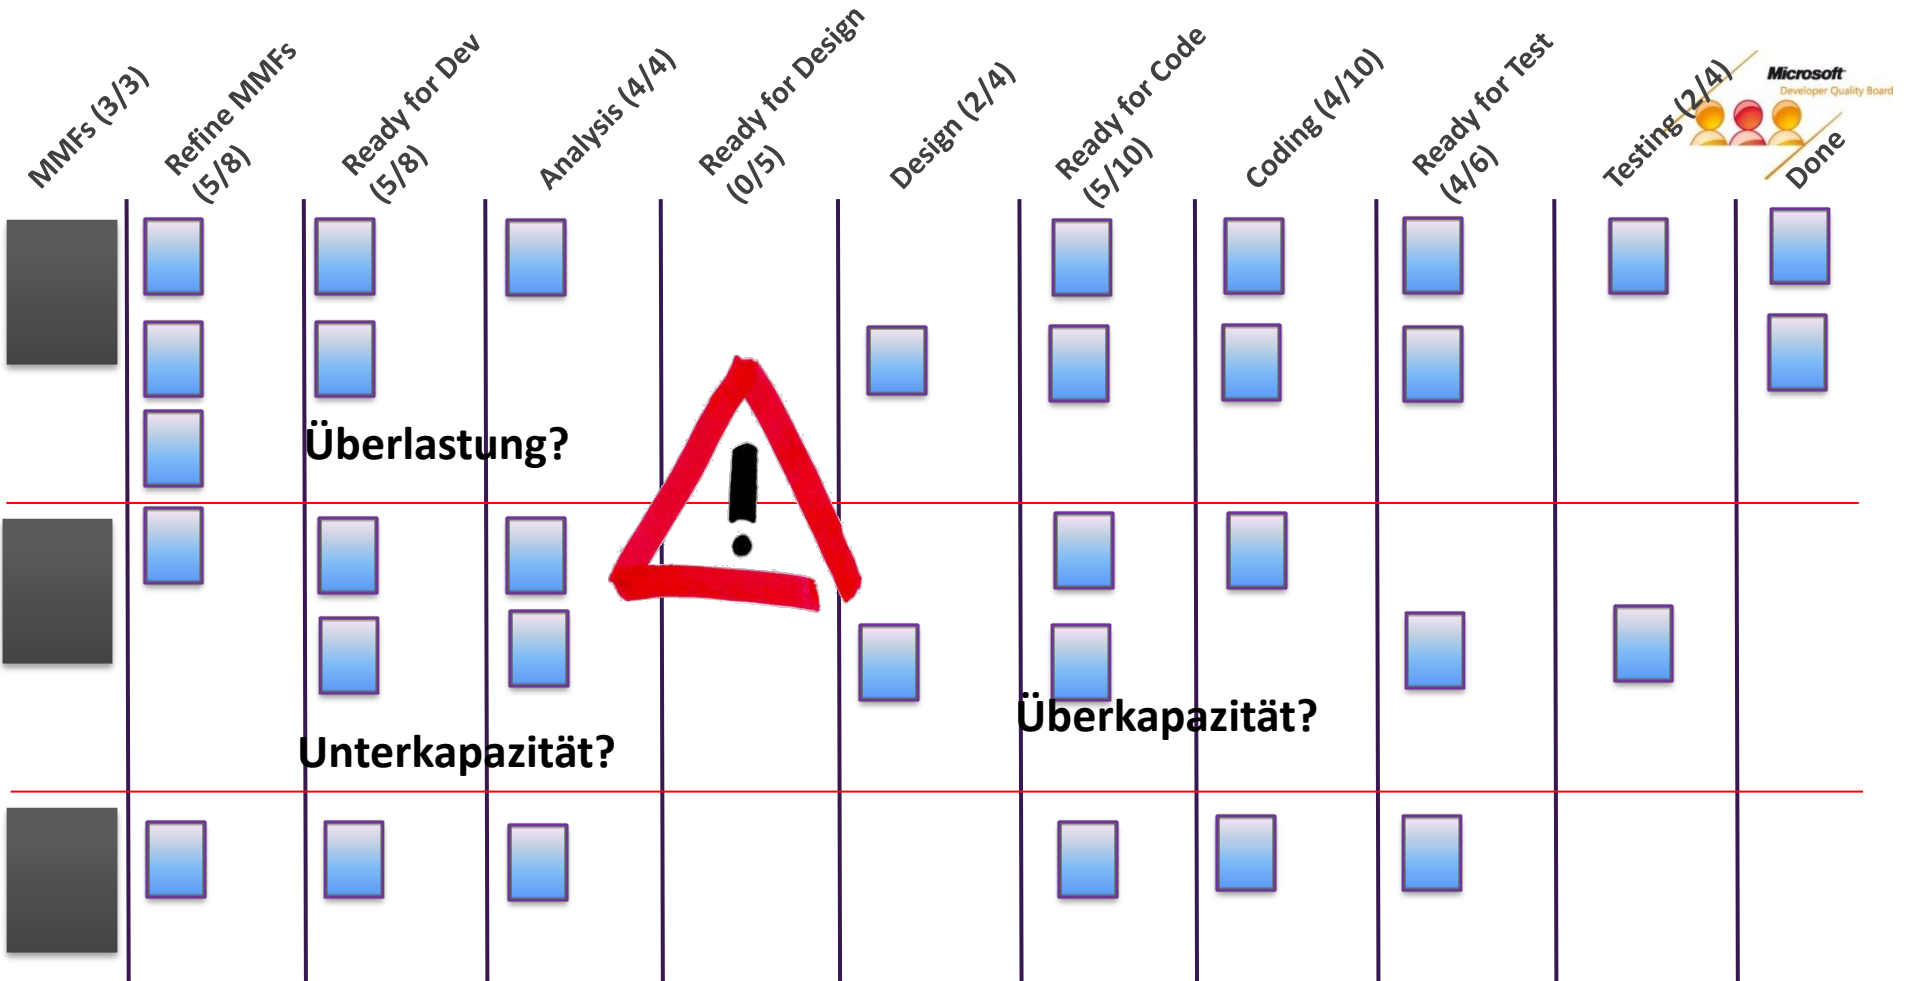 MMFs (3/3)
Refine MMFs
(5/8)
Ready for Dev
(5/8)
Analysis (4/4)
Ready for Design
(0/5)
Design (2/4)
Ready for Code
(5/10)
Coding (4/10)
Ready for Test
(4/6)
Testing (2/4)
Done
Microsoft
Developer Quality Board
Überlastung?
!
Überkapazität?
Unterkapazität?